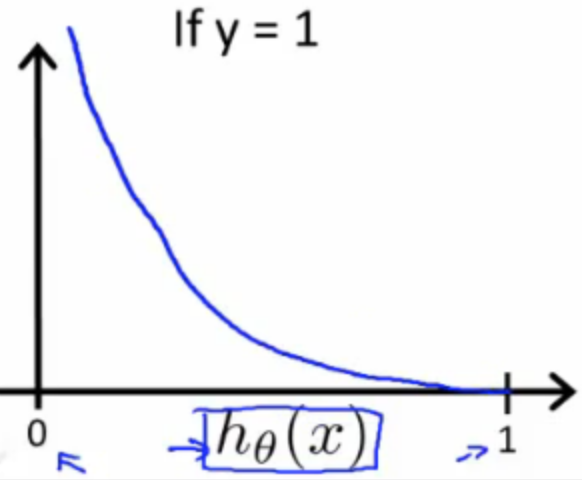 If y = 1
0
hθ(x)
1